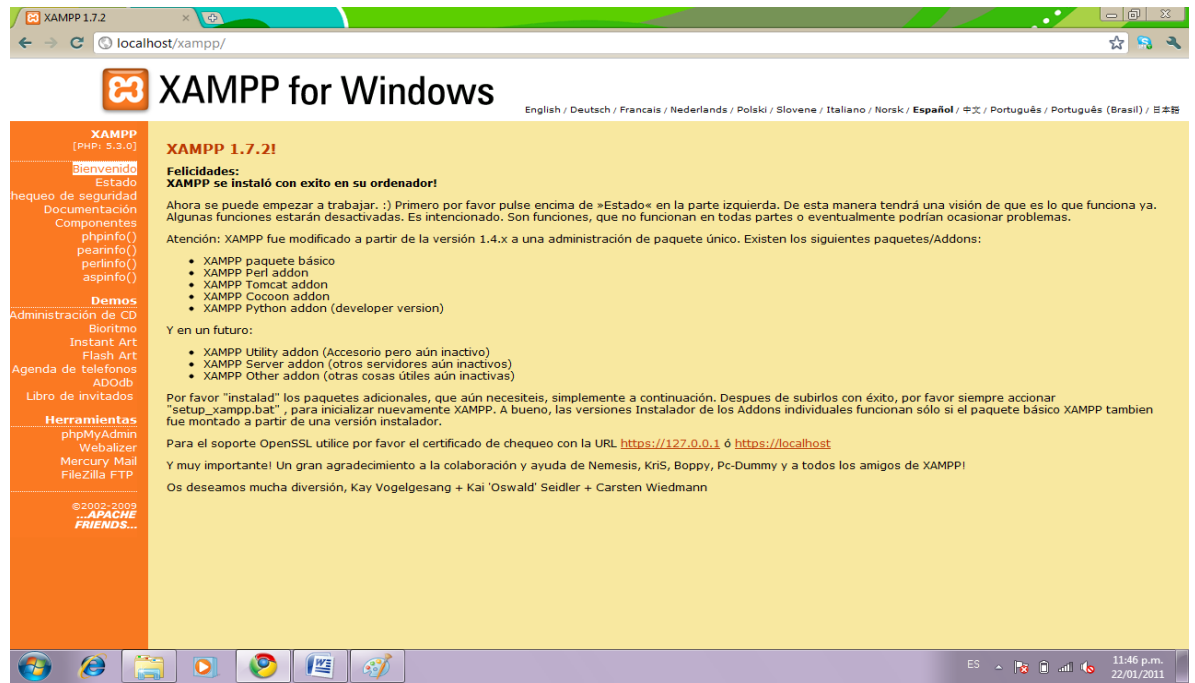 XAMPP 1.7.2
localhost/xampp/
XAMPP for Windows
English / Deutsch / Francais / Nederlands / Polski / Slovene / Italiano / Norsk / Español / 中文 / Português / Português (Brasil) / 日本語
XAMPP
[PHP: 5.3.0]
Bienvenido
Estado
hequeo de seguridad
Documentación
Componentes
phpinfo()
pearinfo()
perlinfo()
aspinfo()
Demos
Administración de CD
Bioritmo
Instant Art
Flash Art
Agenda de telefonos
ADOdb
Libro de invitados
Herramientas
phpMyAdmin
Webalizer
Mercury Mail
FileZilla FTP
©2002-2009
...APACHE
FRIENDS...
XAMPP 1.7.2!
Felicidades:
XAMPP se instaló con exito en su ordenador!
Ahora se puede empezar a trabajar. :) Primero por favor pulse encima de »Estado« en la parte izquierda. De esta manera tendrá una visión de que es lo que funciona ya.
Algunas funciones estarán desactivadas. Es intencionado. Son funciones, que no funcionan en todas partes o eventualmente podrían ocasionar problemas.
Atención: XAMPP fue modificado a partir de la versión 1.4.x a una administración de paquete único. Existen los siguientes paquetes/Addons:
• XAMPP paquete básico
• XAMPP Perl addon
• XAMPP Tomcat addon
• XAMPP Cocoon addon
• XAMPP Python addon (developer version)
Y en un futuro:
• XAMPP Utility addon (Accesorio pero aún inactivo)
• XAMPP Server addon (otros servidores aún inactivos)
• XAMPP Other addon (otras cosas útiles aún inactivas)
Por favor "instalad" los paquetes adicionales, que aún necesiteis, simplemente a continuación. Despues de subirlos con éxito, por favor siempre accionar
"setup_xampp.bat" , para inicializar nuevamente XAMPP. A bueno, las versiones Instalador de los Addons individuales funcionan sólo si el paquete básico XAMPP tambien
fue montado a partir de una versión instalador.
Para el soporte OpenSSL utilice por favor el certificado de chequeo con la URL https://127.0.0.1 ó https://localhost
Y muy importante! Un gran agradecimiento a la colaboración y ayuda de Nemesis, KriS, Boppy, Pc-Dummy y a todos los amigos de XAMPP!
Os deseamos mucha diversión, Kay Vogelgesang + Kai 'Oswald' Seidler + Carsten Wiedmann
ES
11:46 p.m.
22/01/2011